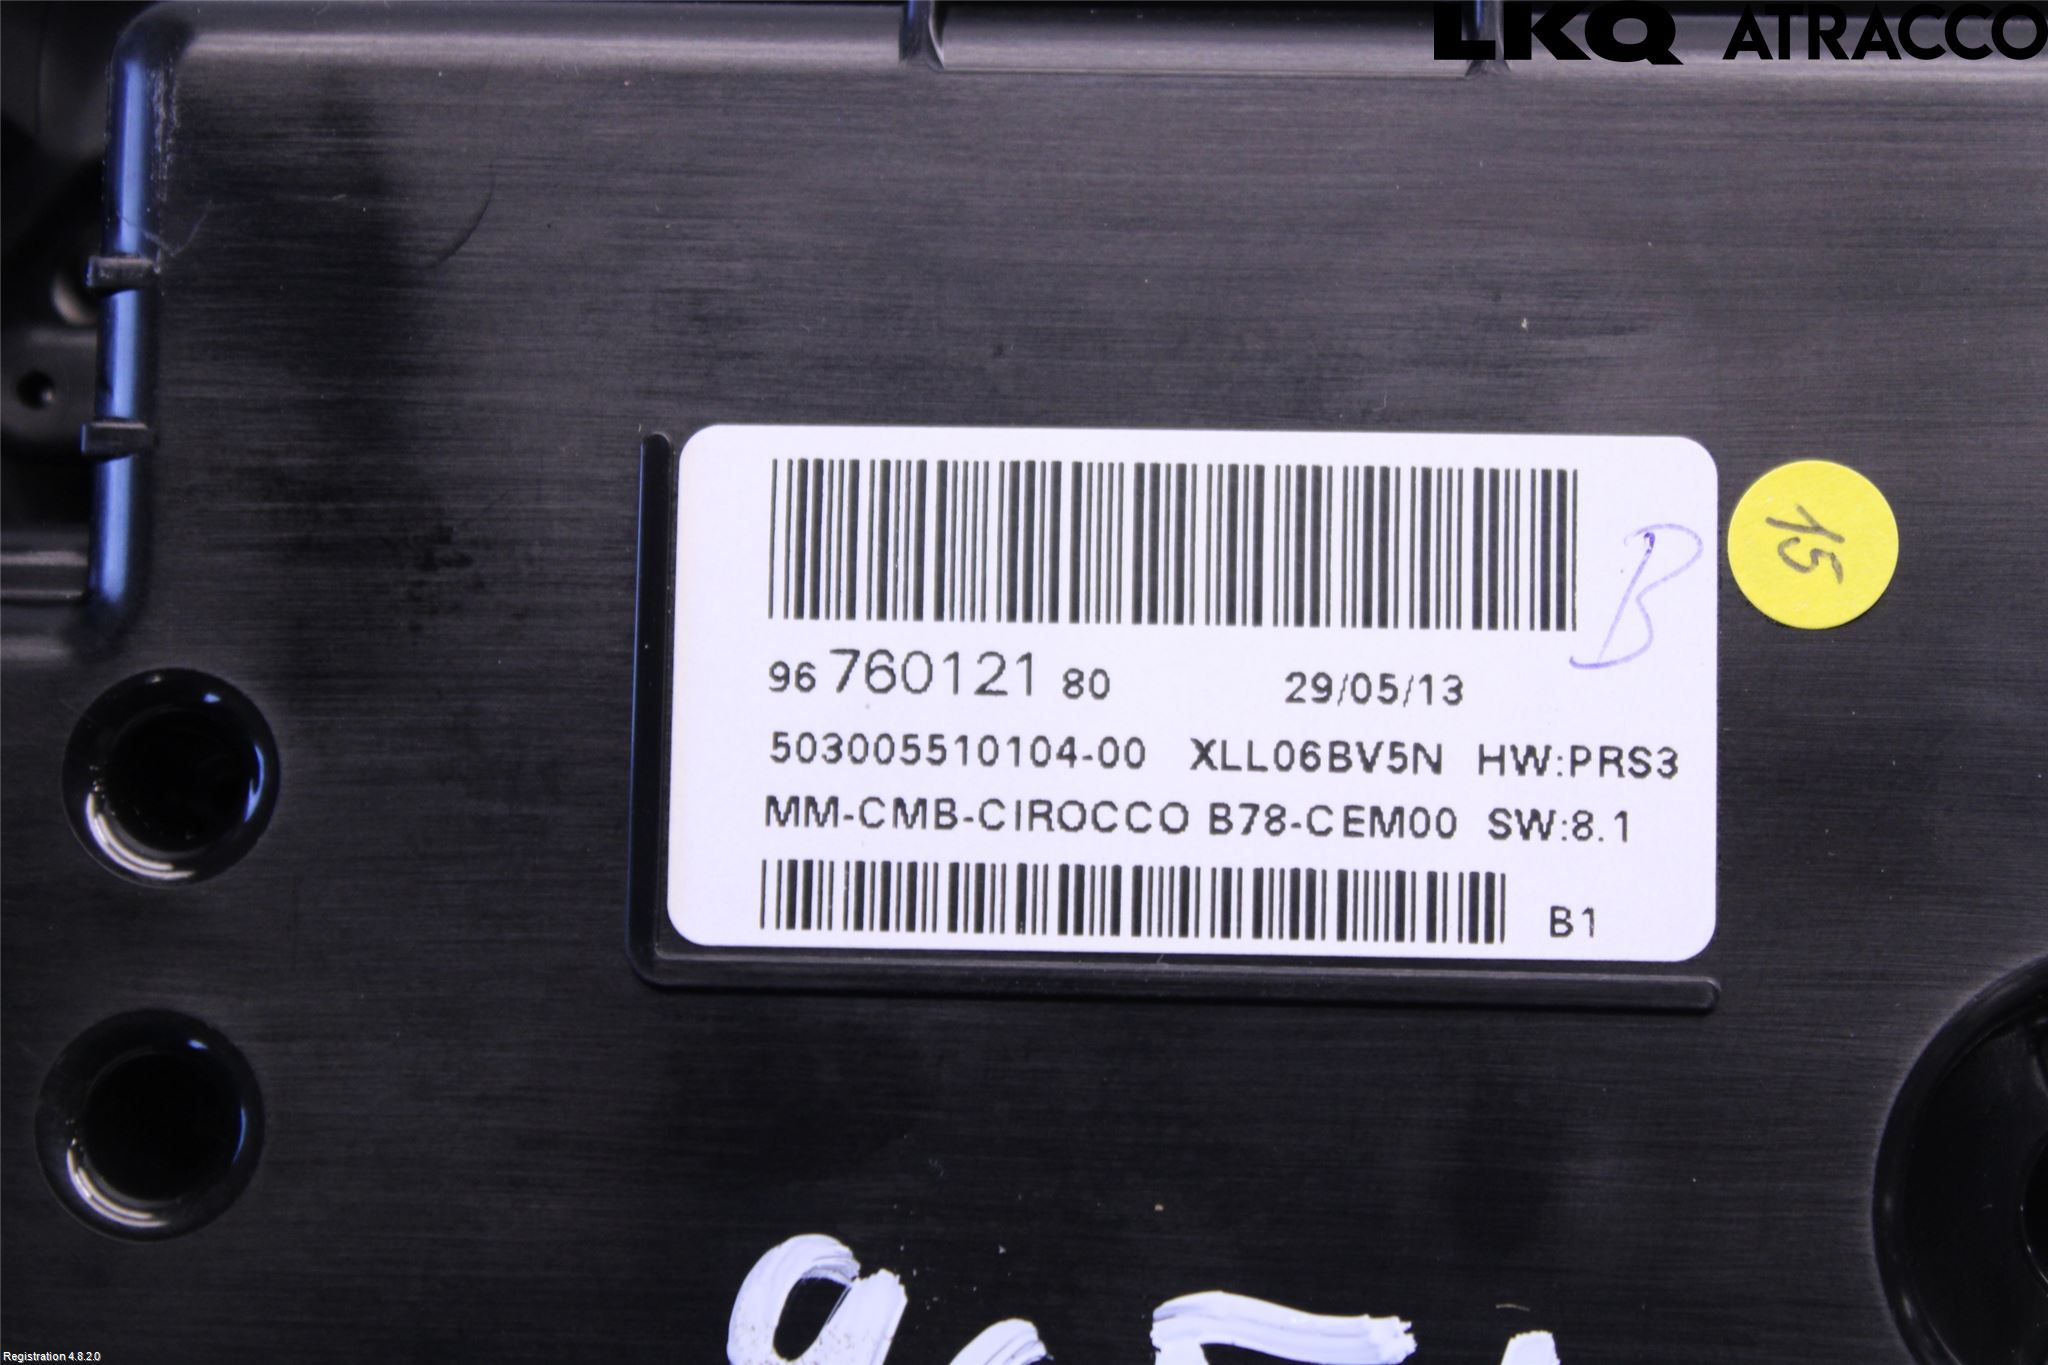 LKQ ATRACCO
96 760121 80 29/05/13
B
15
503005510104-00 XLL06BV5N HW:PRS3
MM-CMB-CIROCCO B78-CEM00 SW:8.1
B1
Registration 4.8.2.0